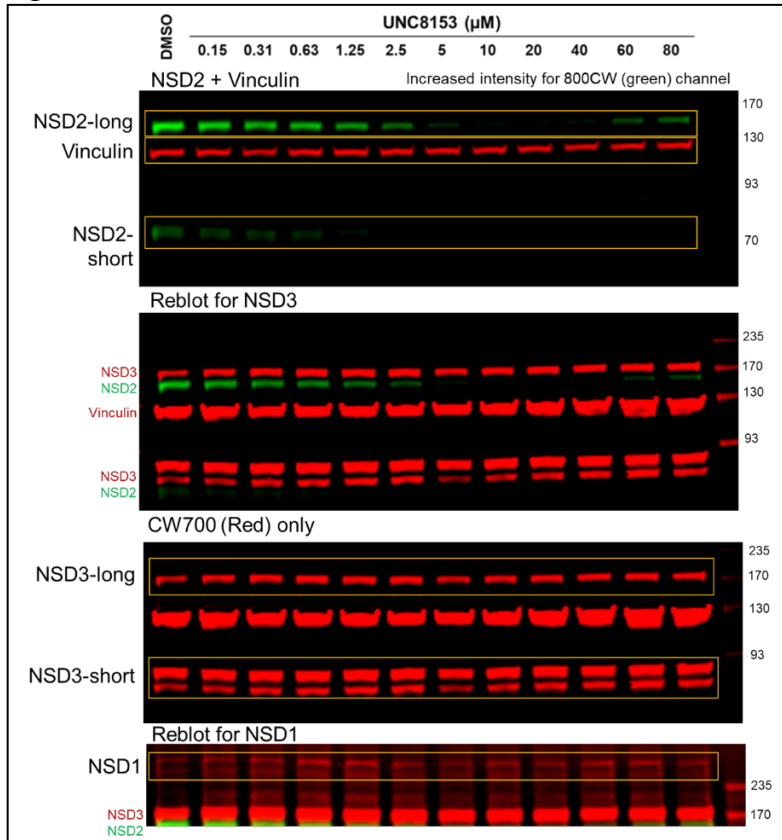 UNC8153 (µM)
DMSO 0.15 0.31 0.63 1.25 2.5 5 10 20 40 60 80
NSD2 + Vinculin Increased intensity for 800CW (green) channel
170
NSD2-long
130
Vinculin
93
NSD2-
short
70
Reblot for NSD3
235
NSD3
170
NSD2
130
Vinculin
93
NSD3
NSD2
CW700 (Red) only
235
NSD3-long
170
130
93
NSD3-short
Reblot for NSD1
NSD1
235
NSD3
170
NSD2